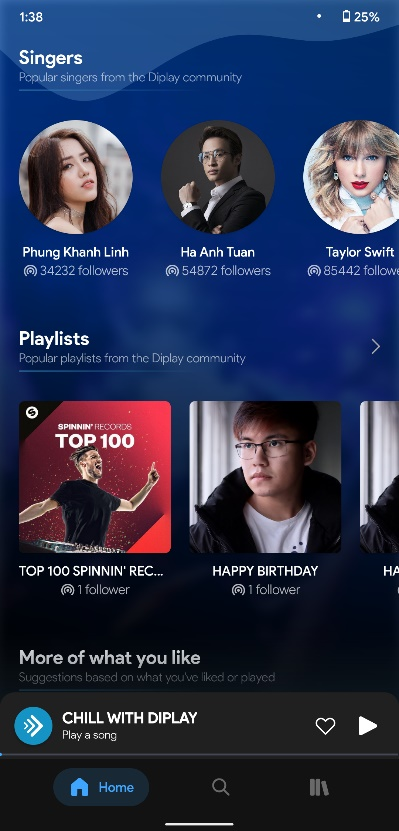 1:38
25%
Singers
Popular singers from the Diplay community
Phung Khanh Linh
34232 followers
Ha Anh Tuan
54872 followers
Taylor Swift
85442 followe
Playlists
Popular playlists from the Diplay community
SPINNIN' RECORDS
TOP 100
TOP 100 SPINNIN' REC...
1 follower
HAPPY BIRTHDAY
1 follower
HA
More of what you like
Suggestions based on what you've liked or played
CHILL WITH DIPLAY
Play a song
Home